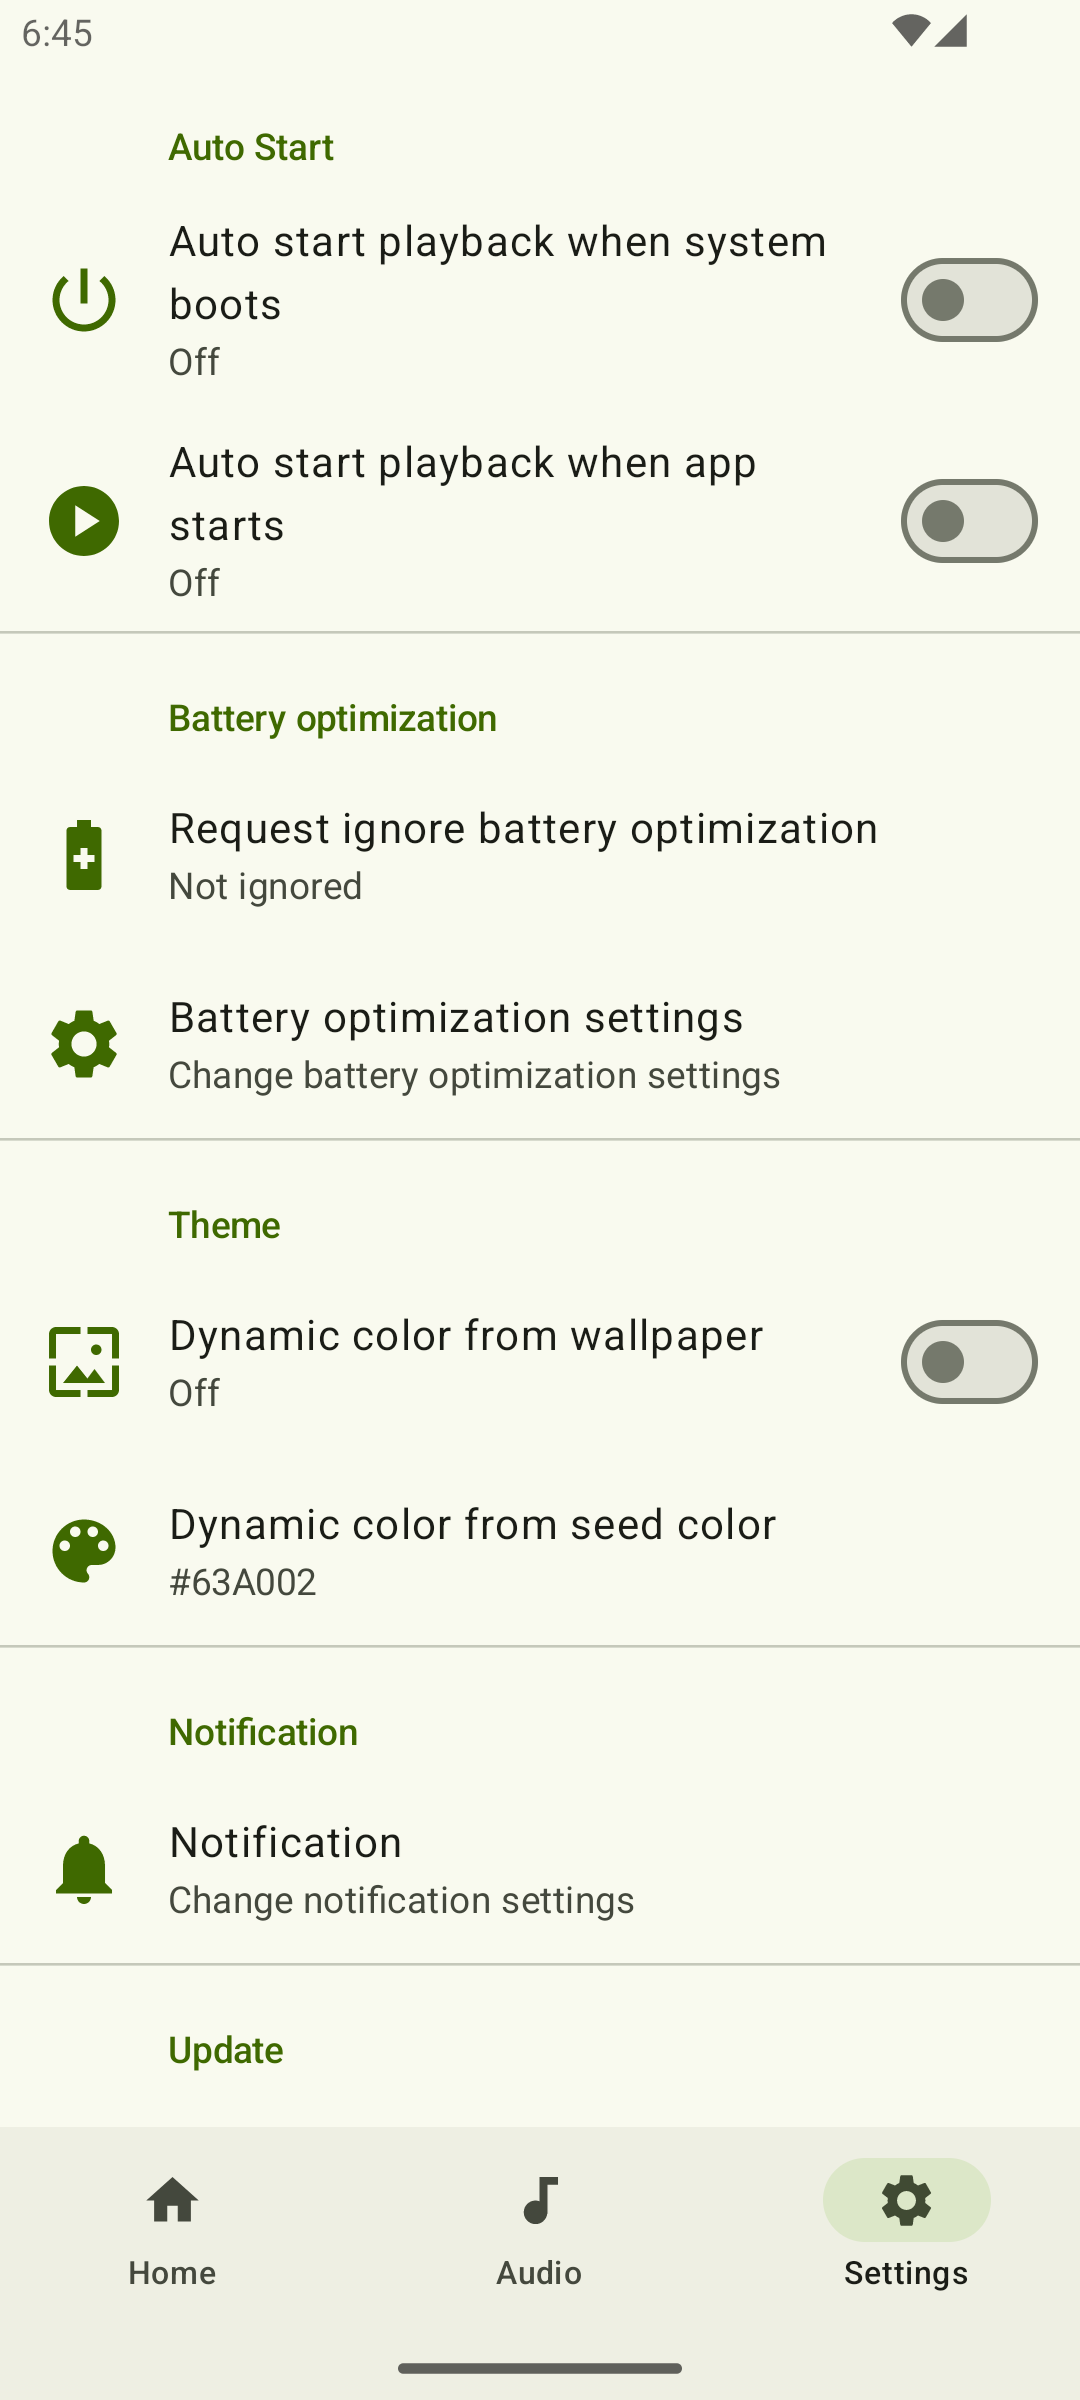 6:45
Auto Start
Auto start playback when system
boots
Off
Auto start playback when app
starts
Off
Battery optimization
Request ignore battery optimization
Not ignored
Battery optimization settings
Change battery optimization settings
Theme
Dynamic color from wallpaper
Off
Dynamic color from seed color
#63A002
Notification
Notification
Change notification settings
Update
Home
Audio
Settings